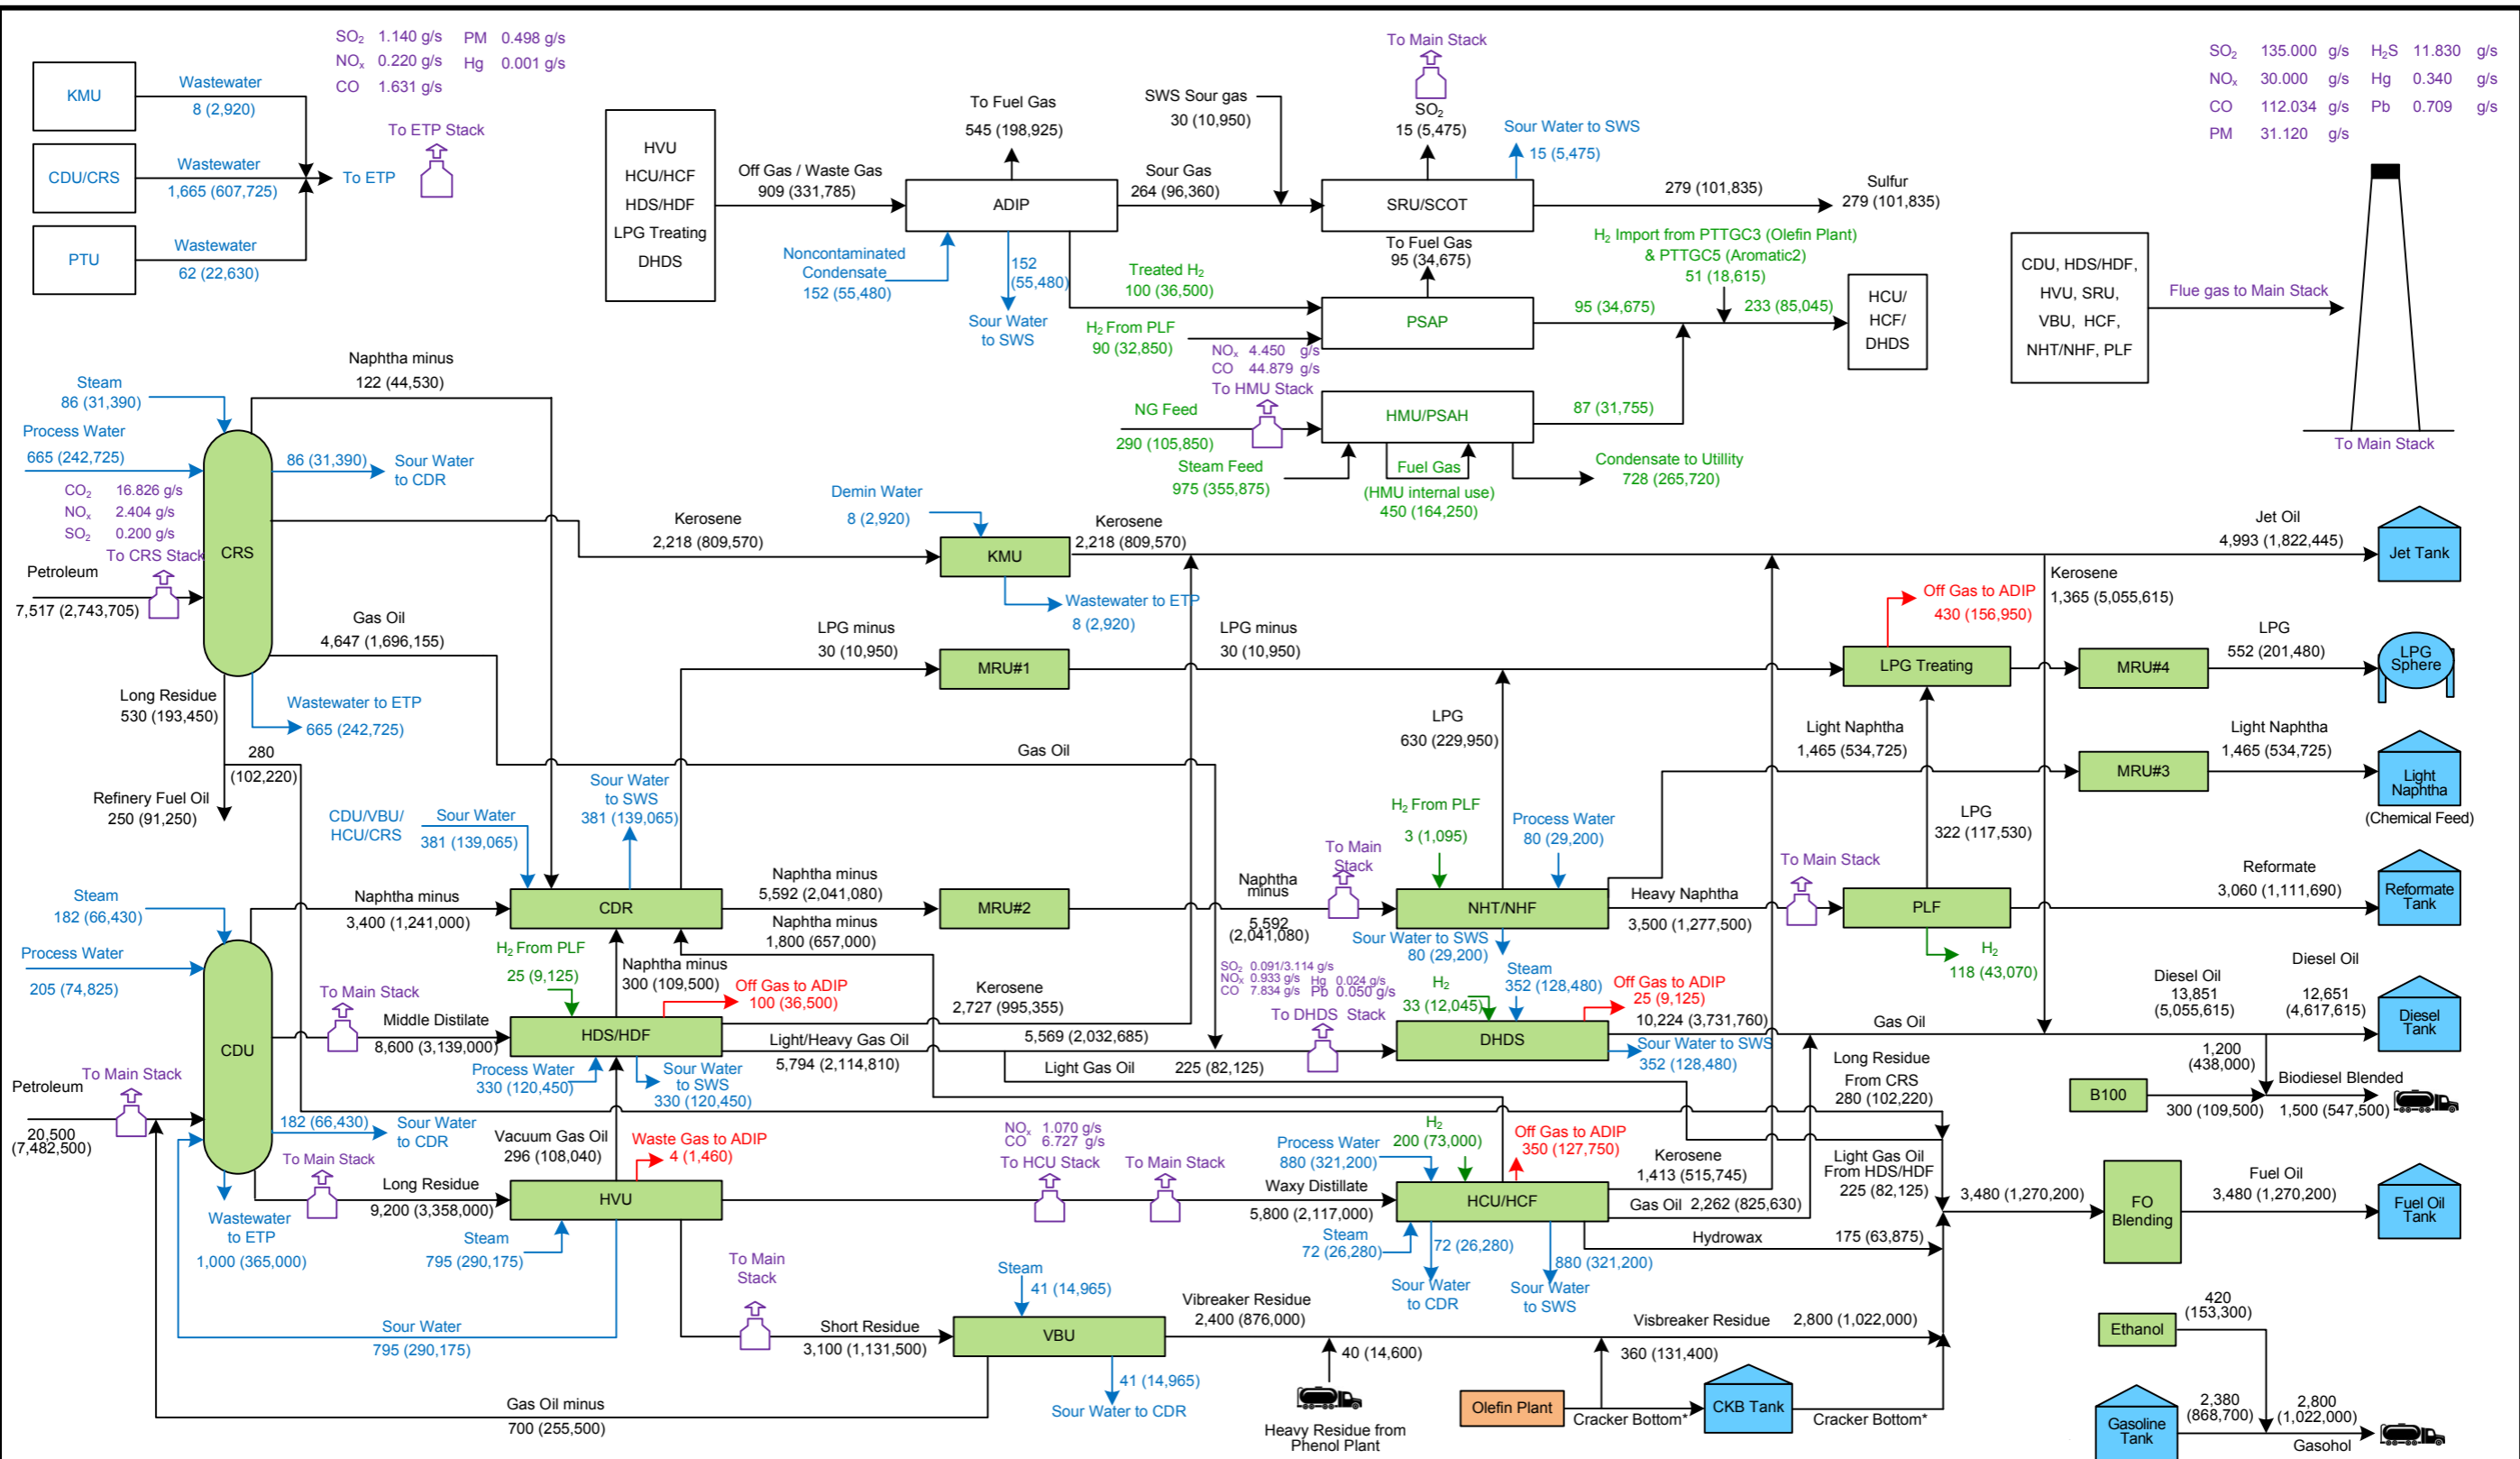 SO₂ 1.140 g/s PM 0.498 g/s
NOₓ 0.220 g/s Hg 0.001 g/s
CO 1.631 g/s
KMU
Wastewater
8 (2,920)
CDU/CRS
Wastewater
1,665 (607,725)
To ETP
PTU
Wastewater
62 (22,630)
To ETP Stack
HVU
HCU/HCF
HDS/HDF
LPG Treating
DHDS
Off Gas / Waste Gas
909 (331,785)
To Fuel Gas
545 (198,925)
ADIP
Noncontaminated
Condensate
152 (55,480)
152
(55,480)
Sour Water
to SWS
SWS Sour gas
30 (10,950)
Sour Gas
264 (96,360)
To Main Stack
SO₂
15 (5,475)
Sour Water to SWS
15 (5,475)
SRU/SCOT
279 (101,835)
Sulfur
279 (101,835)
To Fuel Gas
95 (34,675)
Treated H₂
100 (36,500)
H₂ From PLF
90 (32,850)
PSAP
H₂ Import from PTTGC3 (Olefin Plant)
& PTTGC5 (Aromatic2)
51 (18,615)
95 (34,675)
233 (85,045)
HCU/
HCF/
DHDS
NOₓ 4.450 g/s
CO 44.879 g/s
To HMU Stack
NG Feed
290 (105,850)
HMU/PSAH
87 (31,755)
Steam Feed
975 (355,875)
Fuel Gas
(HMU internal use)
450 (164,250)
Condensate to Utillity
728 (265,720)
SO₂ 135.000 g/s H₂S 11.830 g/s
NOₓ 30.000 g/s Hg 0.340 g/s
CO 112.034 g/s Pb 0.709 g/s
PM 31.120 g/s
CDU, HDS/HDF,
HVU, SRU,
VBU, HCF,
NHT/NHF, PLF
Flue gas to Main Stack
To Main Stack
Naphtha minus
122 (44,530)
Steam
86 (31,390)
Process Water
665 (242,725)
86 (31,390)
Sour Water
to CDR
CO₂ 16.826 g/s
NOₓ 2.404 g/s
SO₂ 0.200 g/s
To CRS Stack
CRS
Petroleum
7,517 (2,743,705)
Kerosene
2,218 (809,570)
Demin Water
8 (2,920)
KMU
Kerosene
2,218 (809,570)
Wastewater to ETP
8 (2,920)
Jet Oil
4,993 (1,822,445)
Jet Tank
Kerosene
1,365 (5,055,615)
Gas Oil
4,647 (1,696,155)
Long Residue
530 (193,450)
Wastewater to ETP
665 (242,725)
280
(102,220)
Refinery Fuel Oil
250 (91,250)
LPG minus
30 (10,950)
MRU#1
LPG minus
30 (10,950)
Off Gas to ADIP
430 (156,950)
LPG Treating
MRU#4
LPG
552 (201,480)
LPG
Sphere
Gas Oil
LPG
630 (229,950)
Light Naphtha
1,465 (534,725)
MRU#3
Light Naphtha
1,465 (534,725)
Light
Naphtha
(Chemical Feed)
CDU/VBU/
HCU/CRS
Sour Water
381 (139,065)
Sour Water
to SWS
381 (139,065)
H₂ From PLF
3 (1,095)
Process Water
80 (29,200)
LPG
322 (117,530)
Steam
182 (66,430)
Process Water
205 (74,825)
Naphtha minus
3,400 (1,241,000)
CDR
Naphtha minus
5,592 (2,041,080)
MRU#2
Naphtha
minus
5,592
(2,041,080)
To Main
Stack
NHT/NHF
Heavy Naphtha
3,500 (1,277,500)
To Main Stack
PLF
Reformate
3,060 (1,111,690)
Reformate
Tank
Naphtha minus
1,800 (657,000)
Sour Water to SWS
80 (29,200)
H₂
118 (43,070)
H₂ From PLF
25 (9,125)
Naphtha minus
300 (109,500)
Off Gas to ADIP
100 (36,500)
Kerosene
2,727 (995,355)
SO₂ 0.091/3.114 g/s
NOₓ 0.933 g/s Hg 0.024 g/s
CO 7.834 g/s Pb 0.050 g/s
To DHDS Stack
H₂
33 (12,045)
Steam
352 (128,480)
Off Gas to ADIP
25 (9,125)
10,224 (3,731,760)
To Main Stack
Middle Distilate
8,600 (3,139,000)
CDU
HDS/HDF
Light/Heavy Gas Oil
5,794 (2,114,810)
5,569 (2,032,685)
Light Gas Oil 225 (82,125)
DHDS
Sour Water to SWS
352 (128,480)
Gas Oil
Diesel Oil
13,851
(5,055,615)
Diesel Oil
12,651
(4,617,615)
Diesel
Tank
Process Water
330 (120,450)
Sour Water
to SWS
330 (120,450)
Petroleum
20,500
(7,482,500)
To Main Stack
182 (66,430)
Sour Water
to CDR
Long Residue
From CRS
280 (102,220)
1,200
(438,000)
B100
300 (109,500)
Biodiesel Blended
1,500 (547,500)
To Main Stack
Vacuum Gas Oil
296 (108,040)
Waste Gas to ADIP
4 (1,460)
NOₓ 1.070 g/s
CO 6.727 g/s
To HCU Stack
To Main Stack
Process Water
880 (321,200)
H₂
200 (73,000)
Off Gas to ADIP
350 (127,750)
Kerosene
1,413 (515,745)
Light Gas Oil
From HDS/HDF
225 (82,125)
Wastewater
to ETP
1,000 (365,000)
Long Residue
9,200 (3,358,000)
HVU
Steam
795 (290,175)
Waxy Distillate
5,800 (2,117,000)
HCU/HCF
Gas Oil 2,262 (825,630)
Hydrowax 175 (63,875)
Steam
72 (26,280)
72 (26,280)
Sour Water
to CDR
880 (321,200)
Sour Water
to SWS
3,480 (1,270,200)
FO
Blending
Fuel Oil
3,480 (1,270,200)
Fuel Oil
Tank
Sour Water
795 (290,175)
To Main
Stack
Short Residue
3,100 (1,131,500)
Steam
41 (14,965)
VBU
41 (14,965)
Sour Water to CDR
Vibreaker Residue
2,400 (876,000)
Visbreaker Residue 2,800 (1,022,000)
40 (14,600)
Heavy Residue from
Phenol Plant
360 (131,400)
Olefin Plant
Cracker Bottom*
CKB Tank
Cracker Bottom*
Gas Oil minus
700 (255,500)
420
(153,300)
Ethanol
Gasoline
Tank
2,380
(868,700)
2,800
(1,022,000)
Gasohol